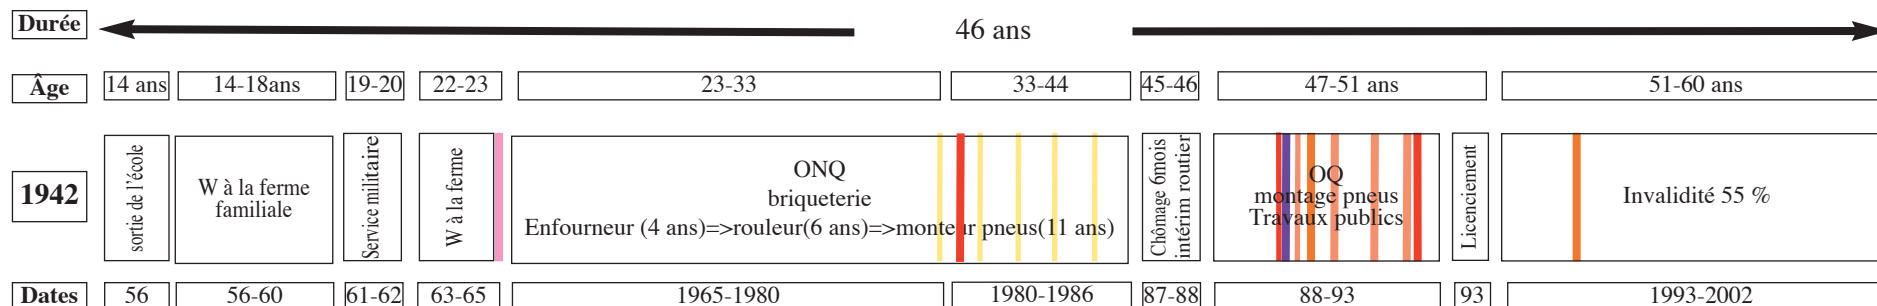 Durée
46 ans
Âge
14 ans
14-18ans
19-20
22-23
23-33
33-44
45-46
47-51 ans
51-60 ans
1942
sortie de l'école
W à la ferme
familiale
Service militaire
W à la ferme
ONQ
briqueterie
Enfourneur (4 ans)=>rouleur(6 ans)=>monteur pneus(11 ans)
Chômage 6mois
intérim routier
OQ
montage pneus
Travaux publics
Licenciement
Invalidité 55 %
Dates
56
56-60
61-62
63-65
1965-1980
1980-1986
87-88
88-93
93
1993-2002